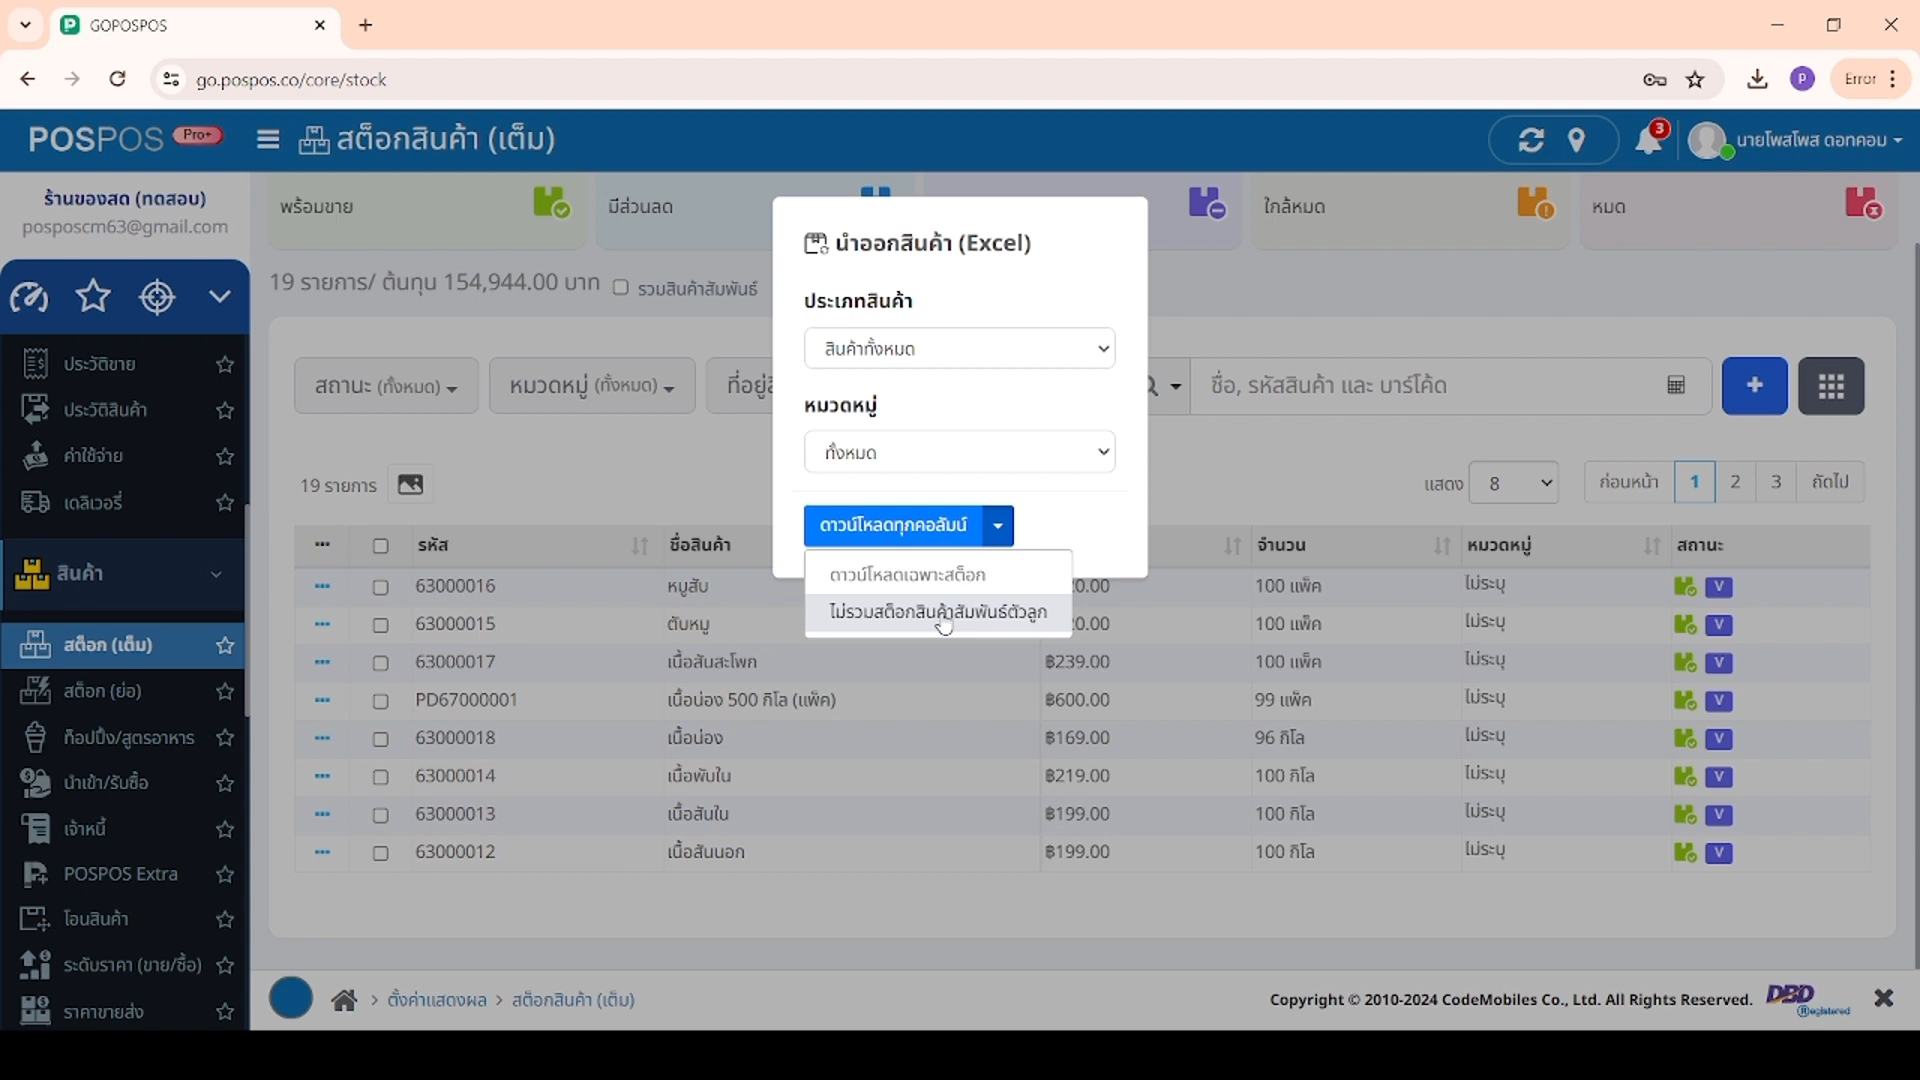 GOPOSPOS
go.pospos.co/core/stock
P
Error
POSPOS Pro+
สต็อกสินค้า (เต็ม)
3
นายโพสโพส ดอทคอม
ร้านของสด (ทดสอบ)
posposcm63@gmail.com
ประวัติขาย
ประวัติสินค้า
ค่าใช้จ่าย
เดลิเวอรี่
สินค้า
สต็อก (เต็ม)
สต็อก (ย่อ)
ท็อปปิ้ง/สูตรอาหาร
นำเข้า/รับซื้อ
เจ้าหนี้
POSPOS Extra
โอนสินค้า
ระดับราคา (ขาย/ซื้อ)
ราคาขายส่ง
พร้อมขาย
มีส่วนลด
ใกล้หมด
หมด
19 รายการ/ ต้นทุน 154,944.00 บาท
รวมสินค้าสัมพันธ์
สถานะ (ทั้งหมด)
หมวดหมู่ (ทั้งหมด)
ชื่อ, รหัสสินค้า และ บาร์โค้ด
19 รายการ
แสดง 8
ก่อนหน้า 1 2 3 ถัดไป
นำออกสินค้า (Excel)
ประเภทสินค้า
สินค้าทั้งหมด
หมวดหมู่
ทั้งหมด
ดาวน์โหลดทุกคอลัมน์
ดาวน์โหลดเฉพาะสต็อก
ไม่รวมสต็อกสินค้าสัมพันธ์ตัวลูก
รหัส ชื่อสินค้า จำนวน หมวดหมู่ สถานะ
63000016 หมูสับ 20.00 100 แพ็ค ไม่ระบุ V
63000015 ตับหมู 20.00 100 แพ็ค ไม่ระบุ V
63000017 เนื้อสันสะโพก ฿239.00 100 แพ็ค ไม่ระบุ V
PD67000001 เนื้อน่อง 500 กิโล (แพ็ค) ฿600.00 99 แพ็ค ไม่ระบุ V
63000018 เนื้อน่อง ฿169.00 96 กิโล ไม่ระบุ V
63000014 เนื้อพับใน ฿219.00 100 กิโล ไม่ระบุ V
63000013 เนื้อสันใน ฿199.00 100 กิโล ไม่ระบุ V
63000012 เนื้อสันนอก ฿199.00 100 กิโล ไม่ระบุ V
> ตั้งค่าแสดงผล > สต็อกสินค้า (เต็ม)
Copyright © 2010-2024 CodeMobiles Co., Ltd. All Rights Reserved.
DBD
Registered